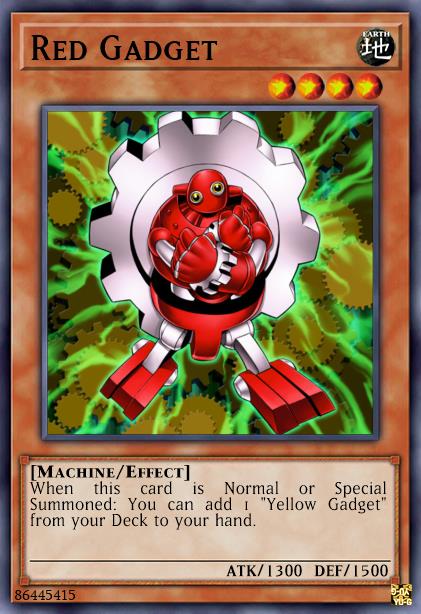 Red Gadget
EARTH
地
[Machine/Effect]
When this card is Normal or Special
Summoned: You can add 1 "Yellow Gadget"
from your Deck to your hand.
ATK/1300 DEF/1500
86445415